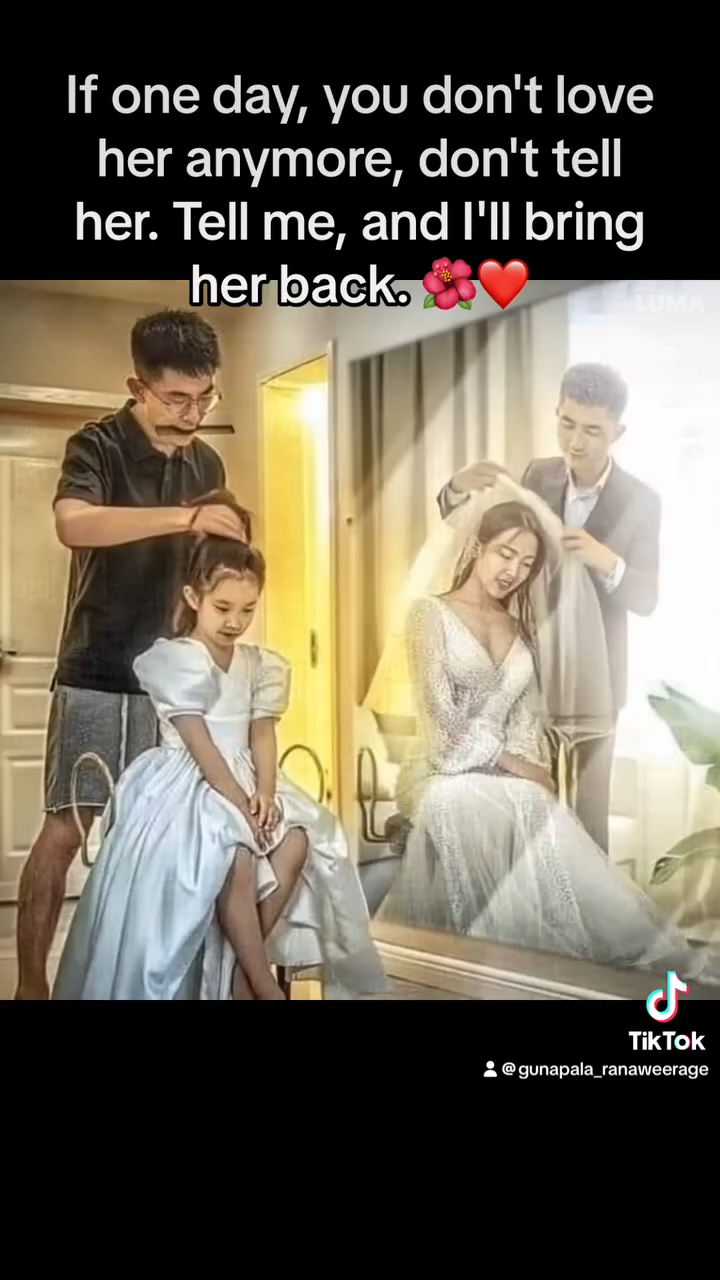 If one day, you don't love
her anymore, don't tell
her. Tell me, and I'll bring
her back. 🌺❤️
LUMA
TikTok
@gunapala_ranaweerage